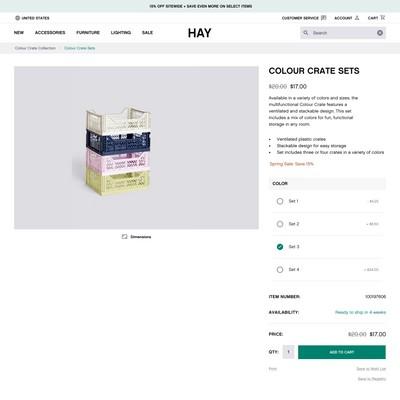 15% OFF SITEWIDE + SAVE EVEN MORE ON SELECT ITEMS
UNITED STATES
CUSTOMER SERVICE
ACCOUNT
CART
NEW
ACCESSORIES
FURNITURE
LIGHTING
SALE
HAY
Search
Colour Crate Collection
Colour Crate Sets
COLOUR CRATE SETS
$20.00 $17.00
Available in a variety of colors and sizes, the
multifunctional Colour Crate features a
ventilated and stackable design. This set
includes a mix of colors for fun, functional
storage in any room.
• Ventilated plastic crates
• Stackable design for easy storage
• Set includes three or four crates in a variety of colors
Spring Sale: Save 15%
Dimensions
COLOR
Set 1
Set 2
Set 3
Set 4
ITEM NUMBER:
100197606
AVAILABILITY:
Ready to ship in 4 weeks
PRICE:
$20.00 $17.00
QTY:
1
ADD TO CART
Print
Save to Wish List
Save to Registry